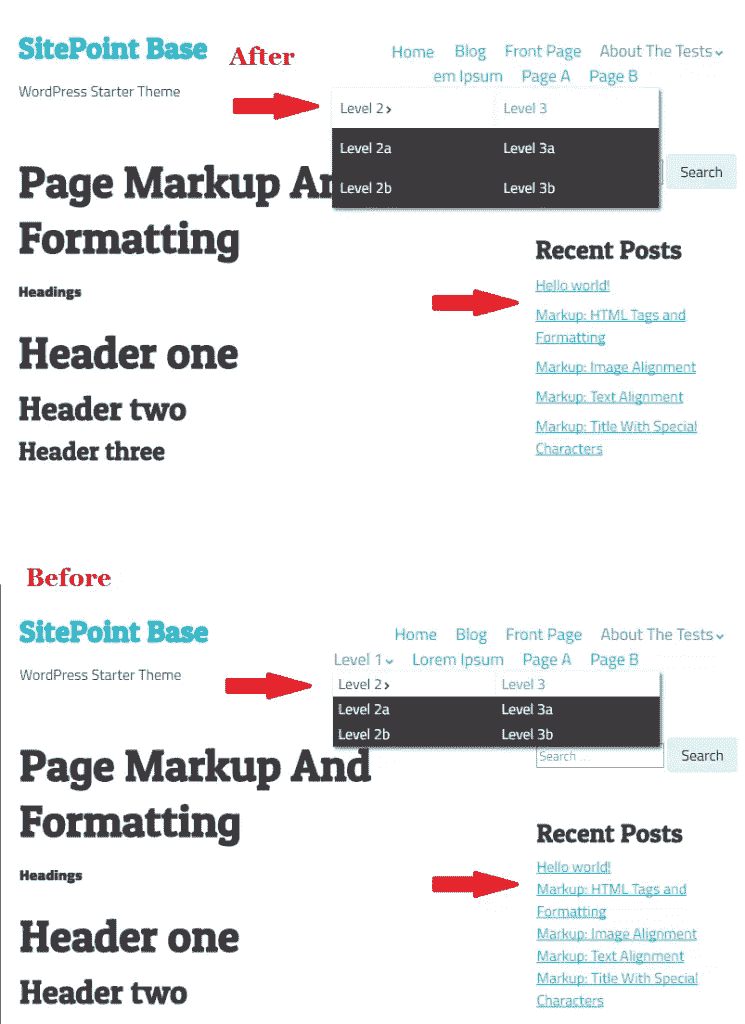 SitePoint Base
After
Home Blog Front Page About The Tests
em Ipsum Page A Page B
WordPress Starter Theme
Level 2 Level 3
Level 2a Level 3a
Level 2b Level 3b
Search
Page Markup An
Formatting
Headings
Header one
Header two
Header three
Recent Posts
Hello world!
Markup: HTML Tags and
Formatting
Markup: Image Alignment
Markup: Text Alignment
Markup: Title With Special
Characters
Before
SitePoint Base
Home Blog Front Page About The Tests
Level 1 Lorem Ipsum Page A Page B
WordPress Starter Theme
Level 2 Level 3
Level 2a Level 3a
Level 2b Level 3b
Search ... Search
Page Markup And
Formatting
Headings
Header one
Header two
Recent Posts
Hello world!
Markup: HTML Tags and
Formatting
Markup: Image Alignment
Markup: Text Alignment
Markup: Title With Special
Characters